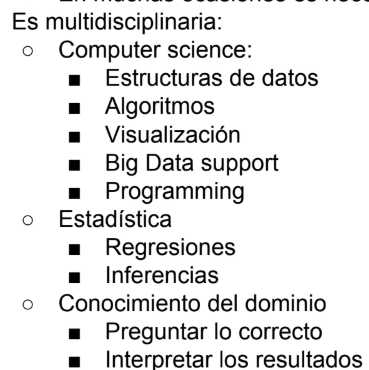 Es multidisciplinaria:
○ Computer science:
■ Estructuras de datos
■ Algoritmos
■ Visualización
■ Big Data support
■ Programming
○ Estadística
■ Regresiones
■ Inferencias
○ Conocimiento del dominio
■ Preguntar lo correcto
■ Interpretar los resultados